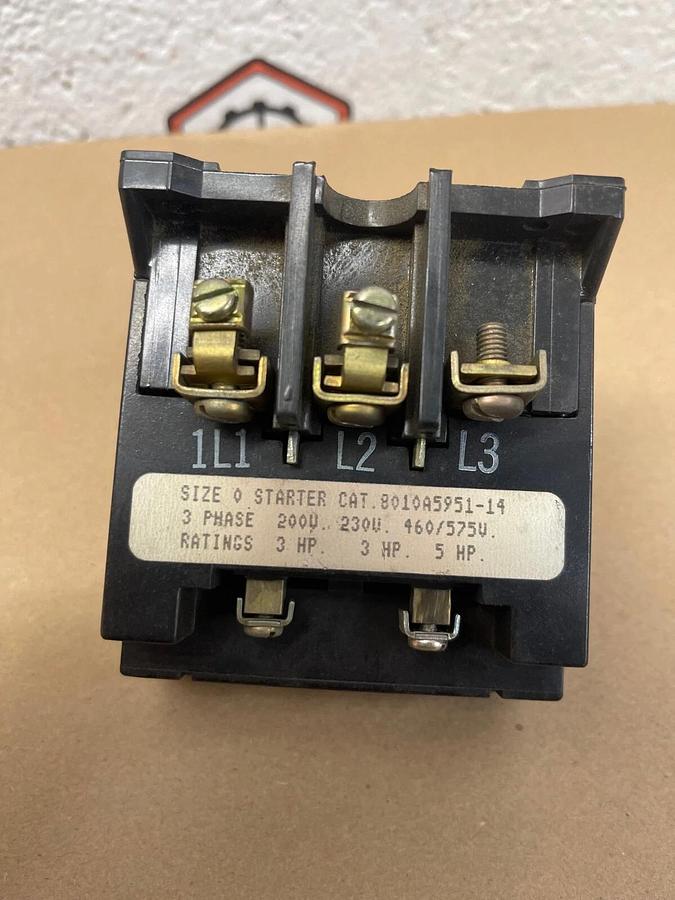 1L1 L2 L3
SIZE 0 STARTER CAT.8010A5951-14
3 PHASE 200V. 230V. 460/575V.
RATINGS 3 HP. 3 HP. 5 HP.